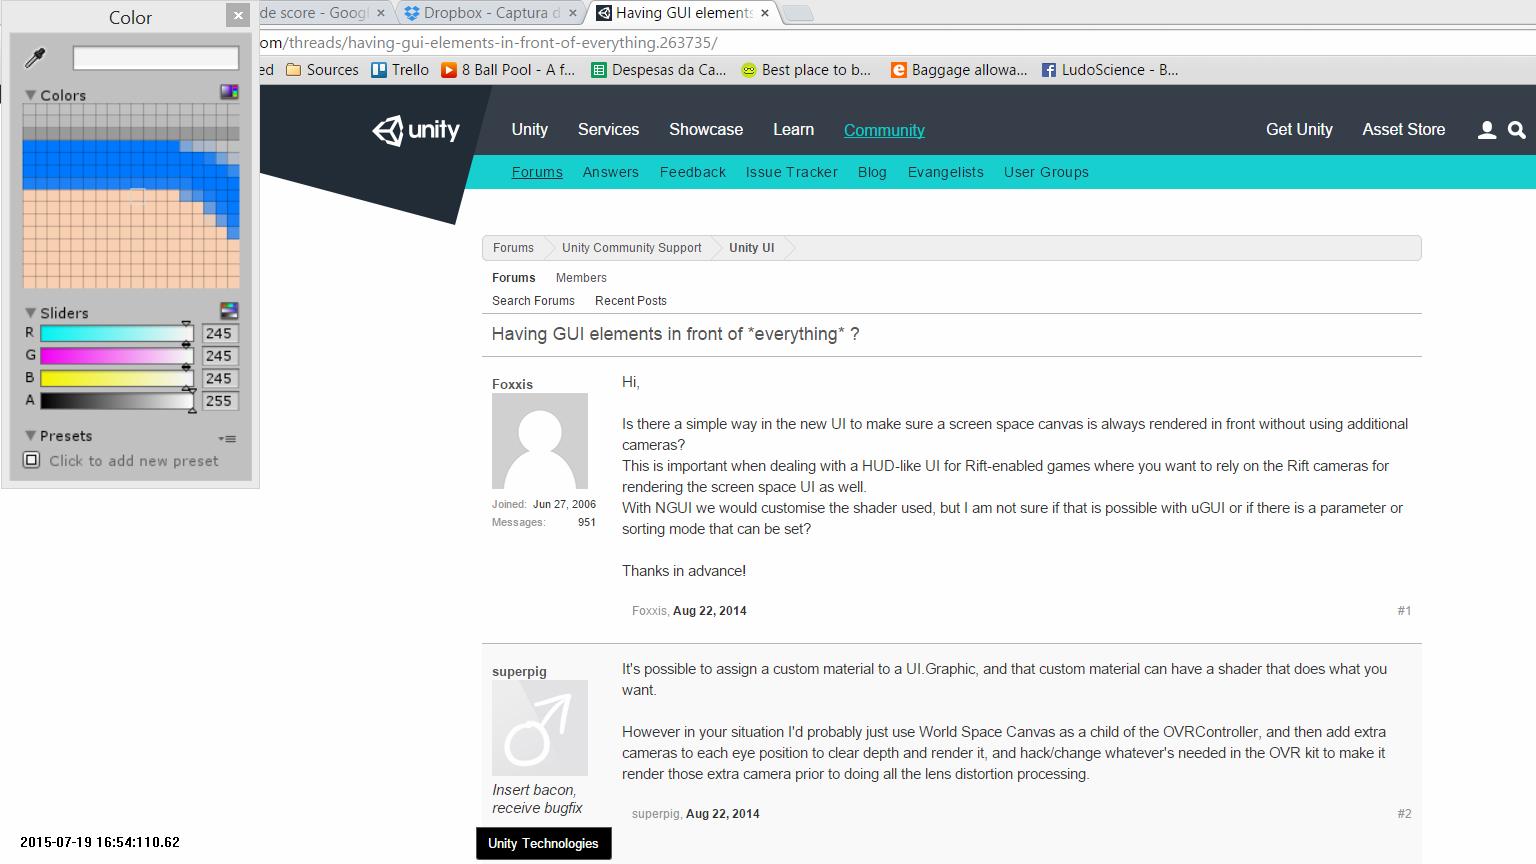 Color
de score - Goog
Dropbox - Captura d
Having GUI elements
om/threads/having-gui-elements-in-front-of-everything.263735/
ed
Sources
Trello
8 Ball Pool - A f...
Despesas da Ca...
Best place to b...
Baggage allowa...
LudoScience - B...
Colors
Sliders
R 245
G 245
B 245
A 255
Presets
Click to add new preset
unity
Unity Services Showcase Learn Community
Get Unity Asset Store
Forums Answers Feedback Issue Tracker Blog Evangelists User Groups
Forums Unity Community Support Unity UI
Forums Members
Search Forums Recent Posts
Having GUI elements in front of *everything* ?
Foxxis
Joined: Jun 27, 2006
Messages: 951
Hi,
Is there a simple way in the new UI to make sure a screen space canvas is always rendered in front without using additional
cameras?
This is important when dealing with a HUD-like UI for Rift-enabled games where you want to rely on the Rift cameras for
rendering the screen space UI as well.
With NGUI we would customise the shader used, but I am not sure if that is possible with uGUI or if there is a parameter or
sorting mode that can be set?
Thanks in advance!
Foxxis, Aug 22, 2014 #1
superpig
Insert bacon,
receive bugfix
Unity Technologies
It's possible to assign a custom material to a UI.Graphic, and that custom material can have a shader that does what you
want.
However in your situation I'd probably just use World Space Canvas as a child of the OVRController, and then add extra
cameras to each eye position to clear depth and render it, and hack/change whatever's needed in the OVR kit to make it
render those extra camera prior to doing all the lens distortion processing.
superpig, Aug 22, 2014 #2
2015-07-19 16:54:110.62